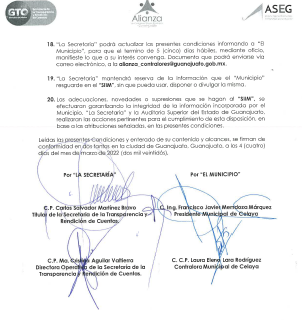 GTO
Alianza
ASEG
18. "La Secretaría" podrá actualizar las presentes condiciones informando a "El
Municipio", para que el termino de 5 (cinco) días hábiles, mediante oficio,
manifieste lo que a su interés convenga. Documento que podrá enviarse vía
correo electrónico, a la alianza_contralores@guanajuato.gob.mx.
19. "La Secretaría" mantendrá reserva de la información que el "Municipio"
resguarde en el "SIIM", sin que pueda usar, disponer o divulgar la misma.
20. Las adecuaciones, novedades o supresiones que se hagan al "SIIM", se
efectuaran garantizando la integridad de la información incorporada por el
Municipio. "La Secretaría" y la Auditoría Superior del Estado de Guanajuato,
realizaran las acciones pertinentes para el cumplimiento de esta disposición, en
base a las atribuciones señaladas, en las presentes condiciones.
Leídas las presentes condiciones y enterado de su contenido y alcances, se firman de
conformidad en dos tantos, en la ciudad de Guanajuato, Guanajuato, a los 4 (cuatro)
días del mes de marzo de 2022 (dos mil veintidós).
Por "LA SECRETARÍA" Por "EL MUNICIPIO"
C.P. Carlos Salvador Martínez Bravo C. Ing. Francisco Javier Mendoza Márquez
Titular de la Secretaría de la Transparencia y Presidente Municipal de Celaya
Rendición de Cuentas.
C.P. Ma. Cristina Aguilar Valtierra C.P. Laura Elena Lara Rodríguez
Directora Operativa de la Secretaría de la Contralora Municipal de Celaya
Transparencia y Rendición de Cuentas.